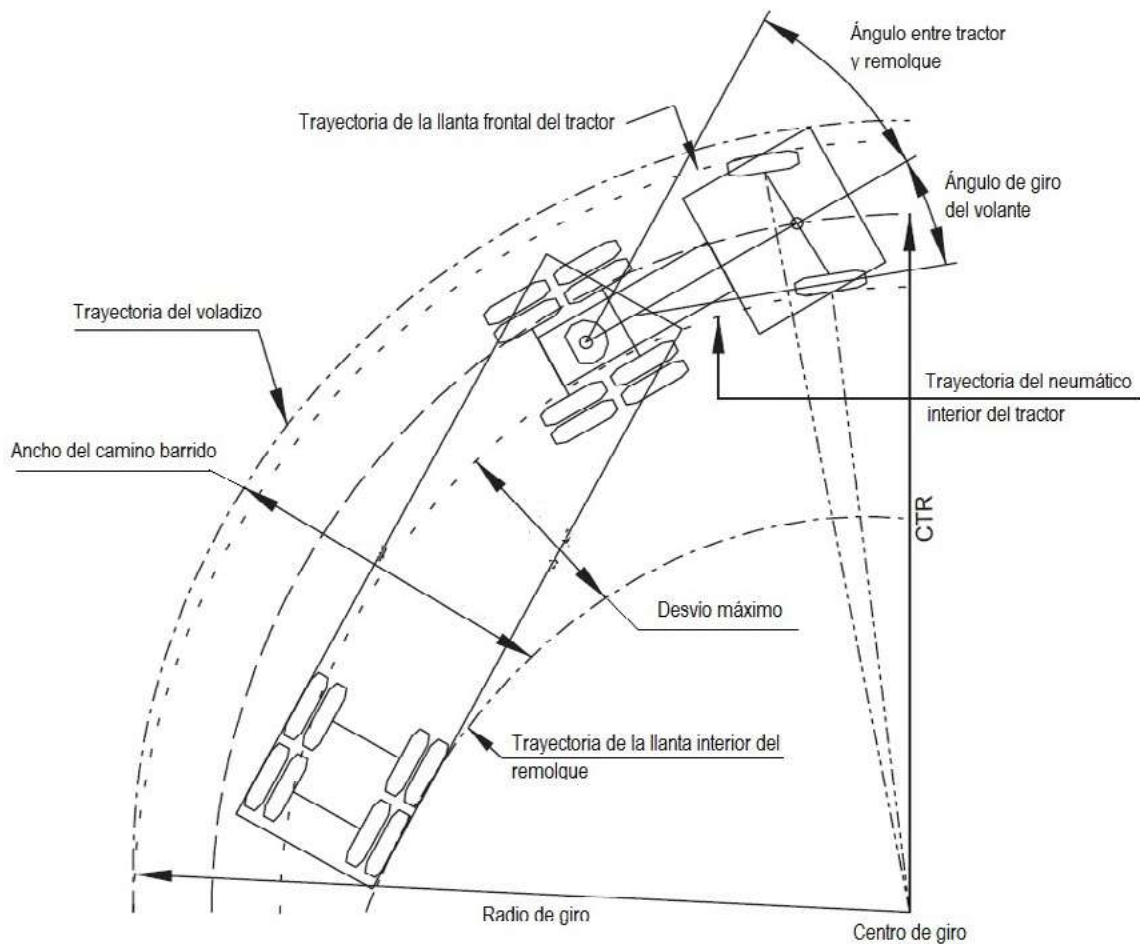 Ángulo entre tractor
y remolque
Trayectoria de la llanta frontal del tractor
Ángulo de giro
del volante
Trayectoria del voladizo
Trayectoria del neumático
interior del tractor
Ancho del camino barrido
CTR
Desvío máximo
Trayectoria de la llanta interior del
remolque
Radio de giro
Centro de giro